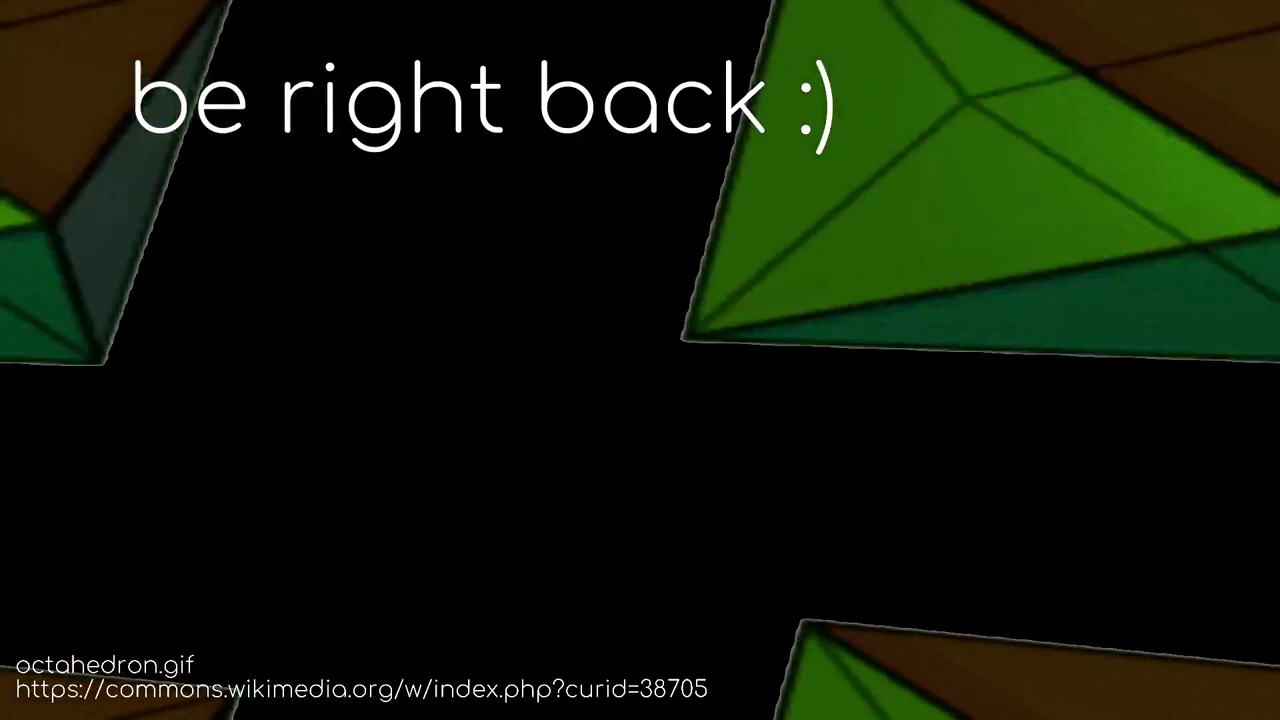 be right back :)
octahedron.gif
https://commons.wikimedia.org/w/index.php?curid=38705